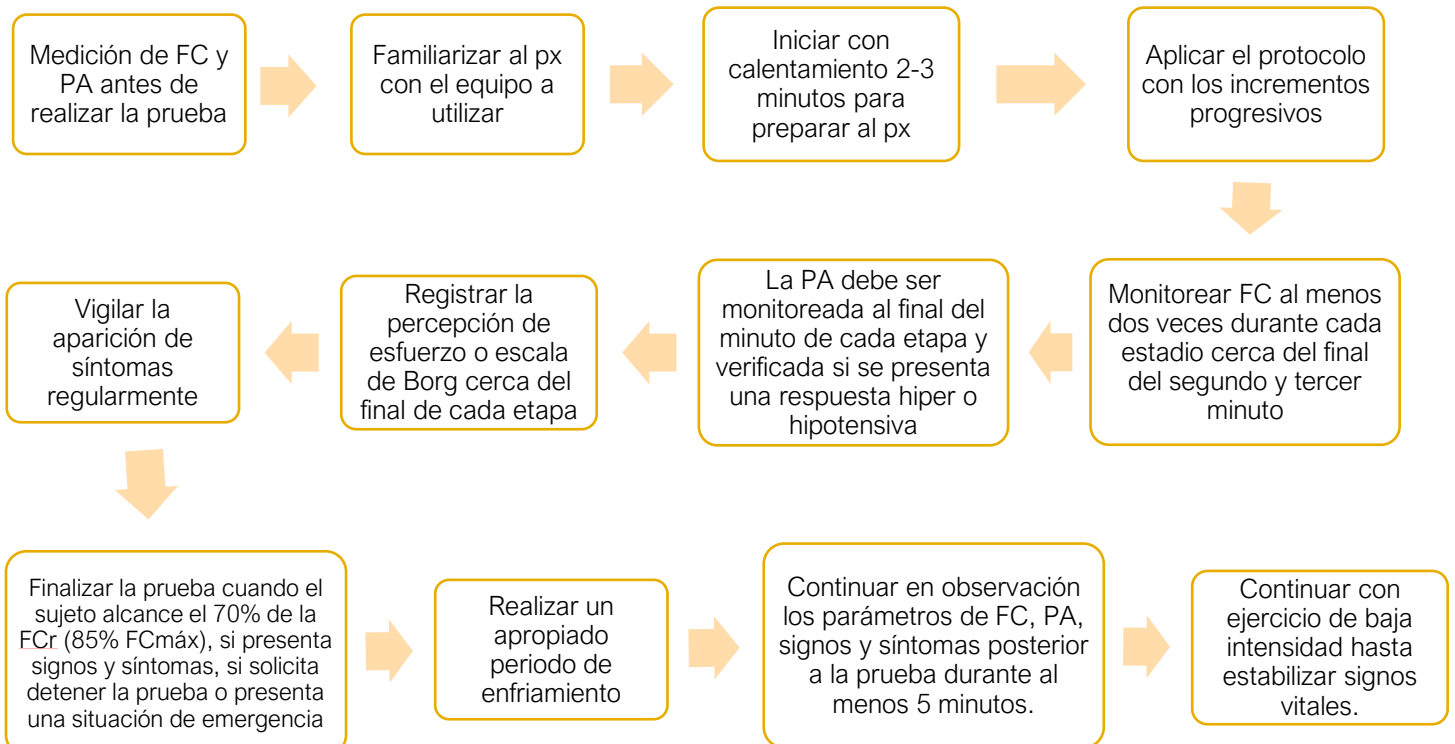 Medición de FC y
PA antes de
realizar la prueba
Familiarizar al px
con el equipo a
utilizar
Iniciar con
calentamiento 2-3
minutos para
preparar al px
Aplicar el protocolo
con los incrementos
progresivos
Monitorear FC al menos
dos veces durante cada
estadio cerca del final
del segundo y tercer
minuto
La PA debe ser
monitoreada al final del
minuto de cada etapa y
verificada si se presenta
una respuesta hiper o
hipotensiva
Registrar la
percepción de
esfuerzo o escala
de Borg cerca del
final de cada etapa
Vigilar la
aparición de
síntomas
regularmente
Finalizar la prueba cuando el
sujeto alcance el 70% de la
FCr (85% FCmáx), si presenta
signos y síntomas, si solicita
detener la prueba o presenta
una situación de emergencia
Realizar un
apropiado
periodo de
enfriamiento
Continuar en observación
los parámetros de FC, PA,
signos y síntomas posterior
a la prueba durante al
menos 5 minutos.
Continuar con
ejercicio de baja
intensidad hasta
estabilizar signos
vitales.